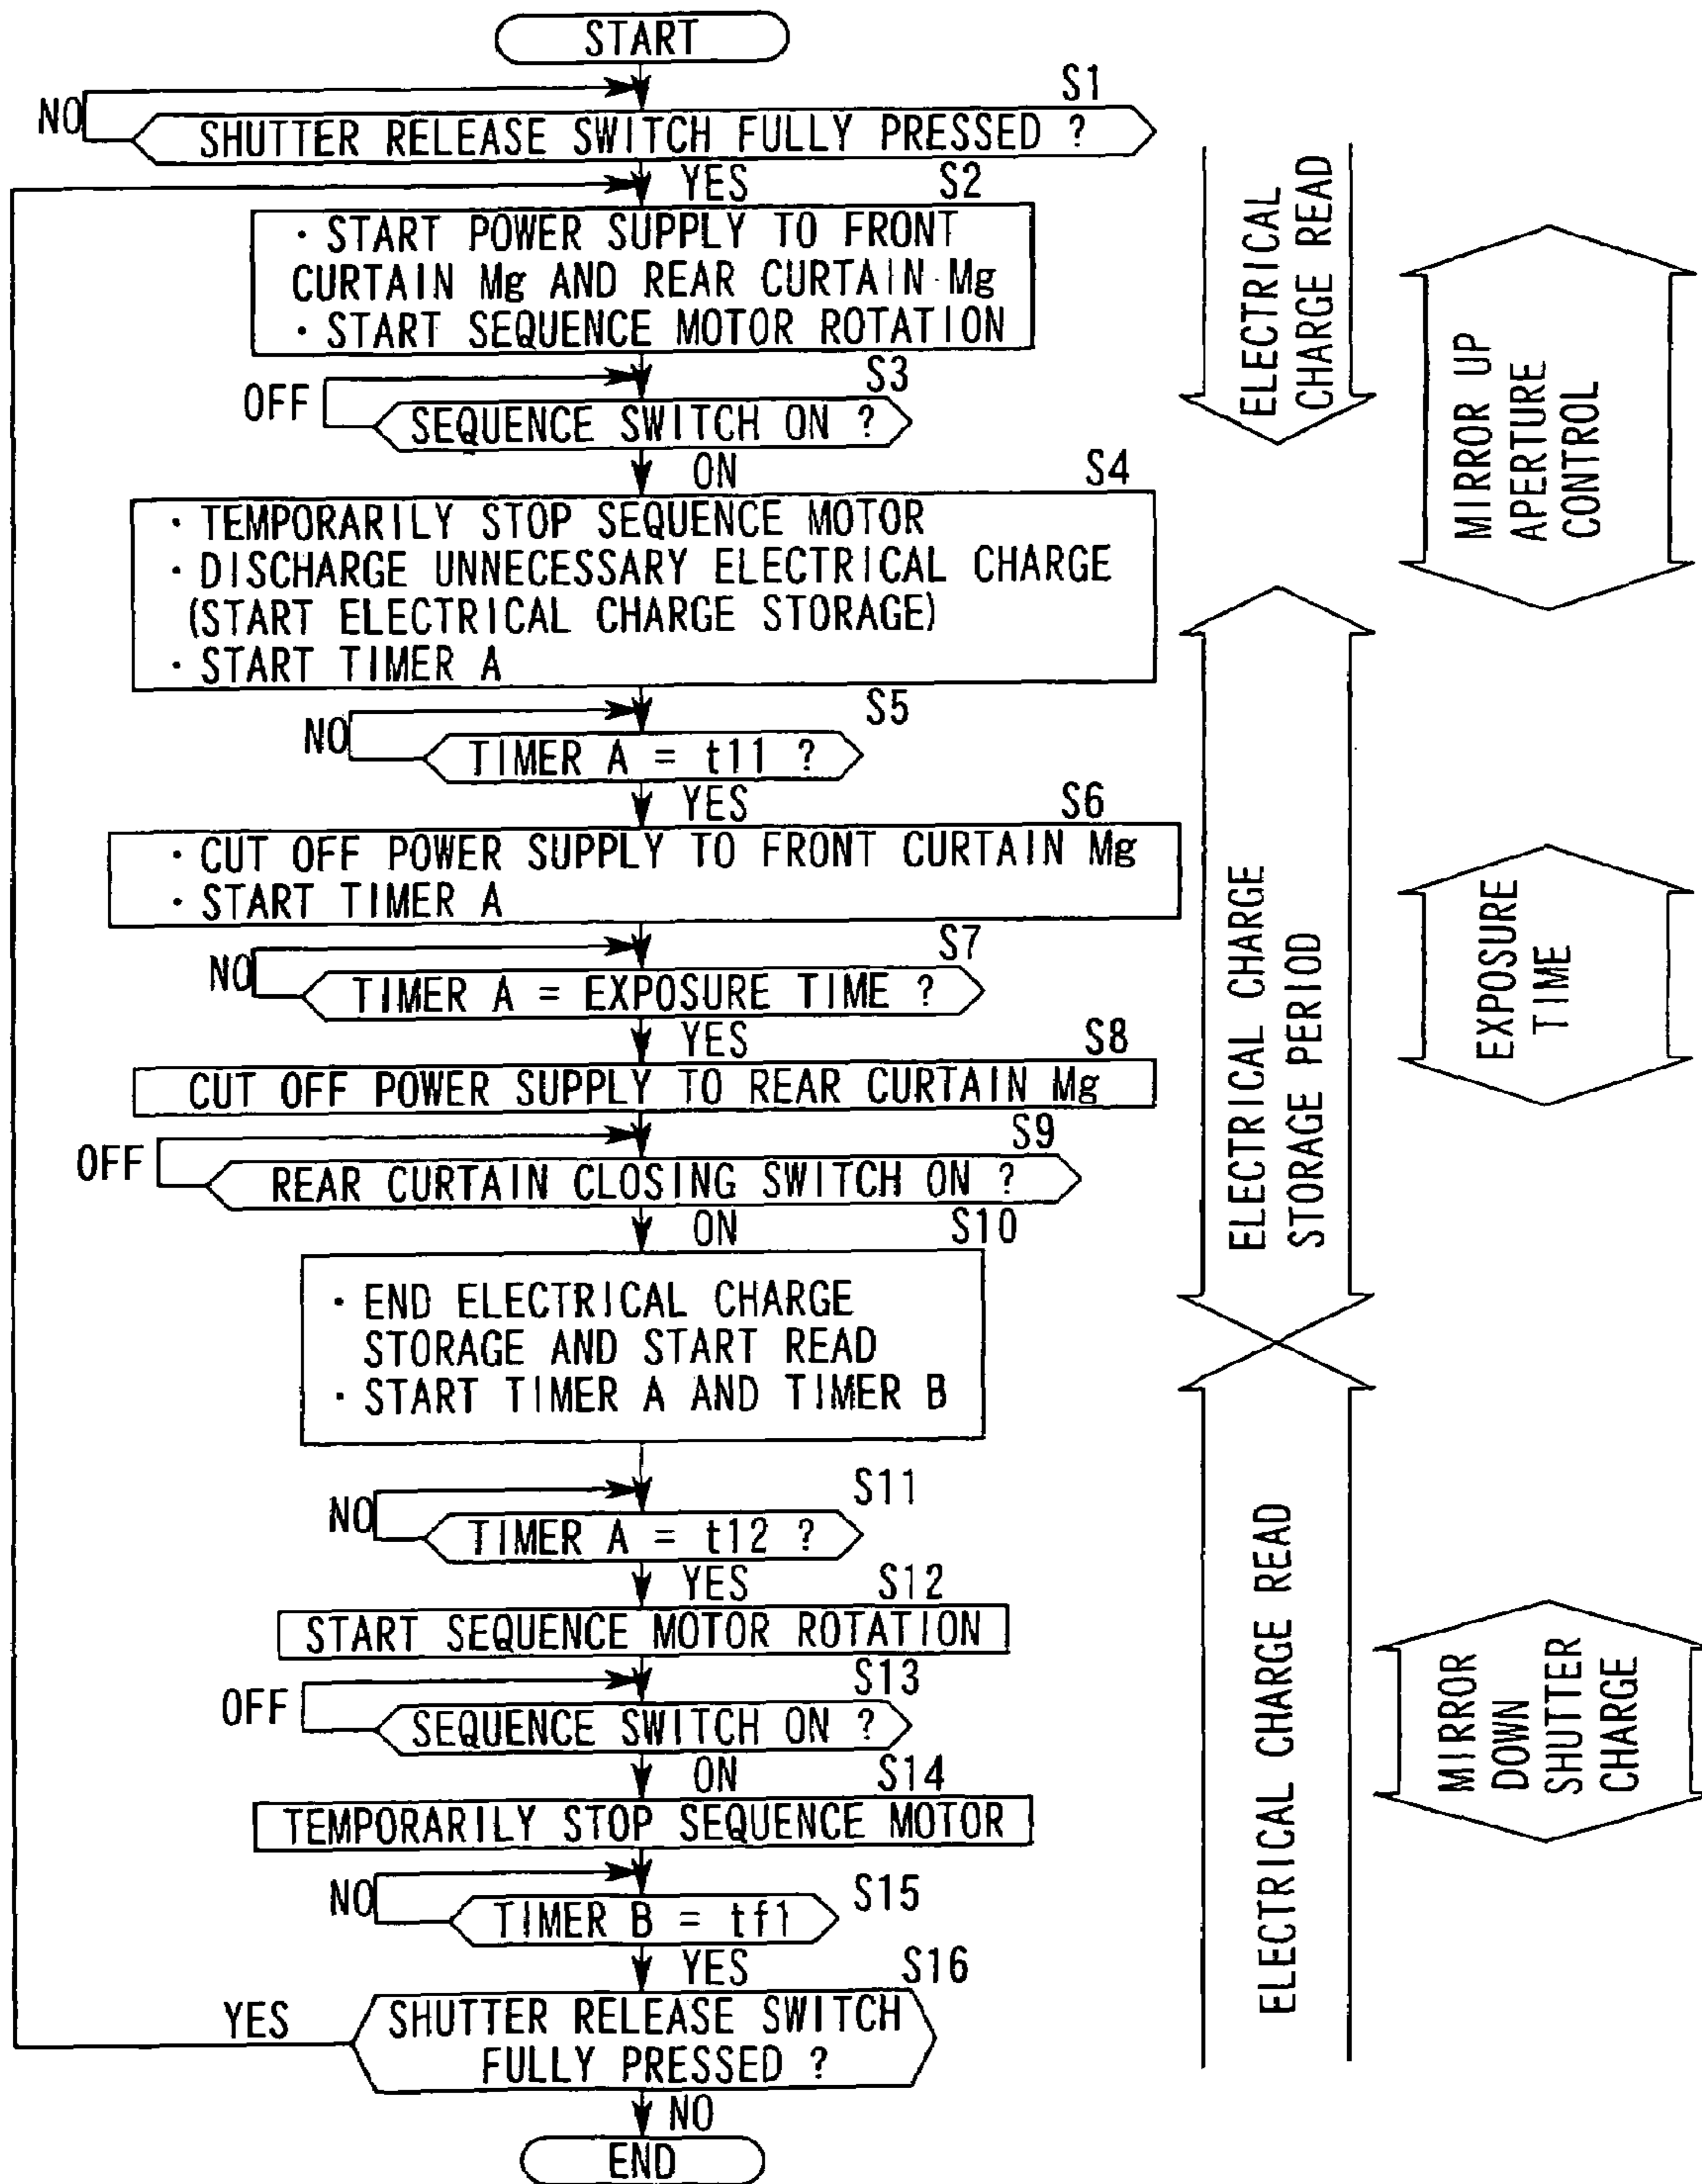 START
S1
NO
SHUTTER RELEASE SWITCH FULLY PRESSED ?
YES
S2
· START POWER SUPPLY TO FRONT
CURTAIN Mg AND REAR CURTAIN Mg
· START SEQUENCE MOTOR ROTATION
S3
OFF
SEQUENCE SWITCH ON ?
ON
S4
· TEMPORARILY STOP SEQUENCE MOTOR
· DISCHARGE UNNECESSARY ELECTRICAL CHARGE
(START ELECTRICAL CHARGE STORAGE)
· START TIMER A
S5
NO
TIMER A = t11 ?
YES
S6
· CUT OFF POWER SUPPLY TO FRONT CURTAIN Mg
· START TIMER A
S7
NO
TIMER A = EXPOSURE TIME ?
YES
S8
CUT OFF POWER SUPPLY TO REAR CURTAIN Mg
S9
OFF
REAR CURTAIN CLOSING SWITCH ON ?
ON
S10
· END ELECTRICAL CHARGE
STORAGE AND START READ
· START TIMER A AND TIMER B
S11
NO
TIMER A = t12 ?
YES
S12
START SEQUENCE MOTOR ROTATION
S13
OFF
SEQUENCE SWITCH ON ?
ON
S14
TEMPORARILY STOP SEQUENCE MOTOR
S15
NO
TIMER B = tf1
YES
S16
YES
SHUTTER RELEASE SWITCH
FULLY PRESSED ?
NO
END
ELECTRICAL
CHARGE READ
MIRROR UP
APERTURE
CONTROL
ELECTRICAL CHARGE
STORAGE PERIOD
EXPOSURE
TIME
ELECTRICAL CHARGE READ
MIRROR
DOWN
SHUTTER
CHARGE